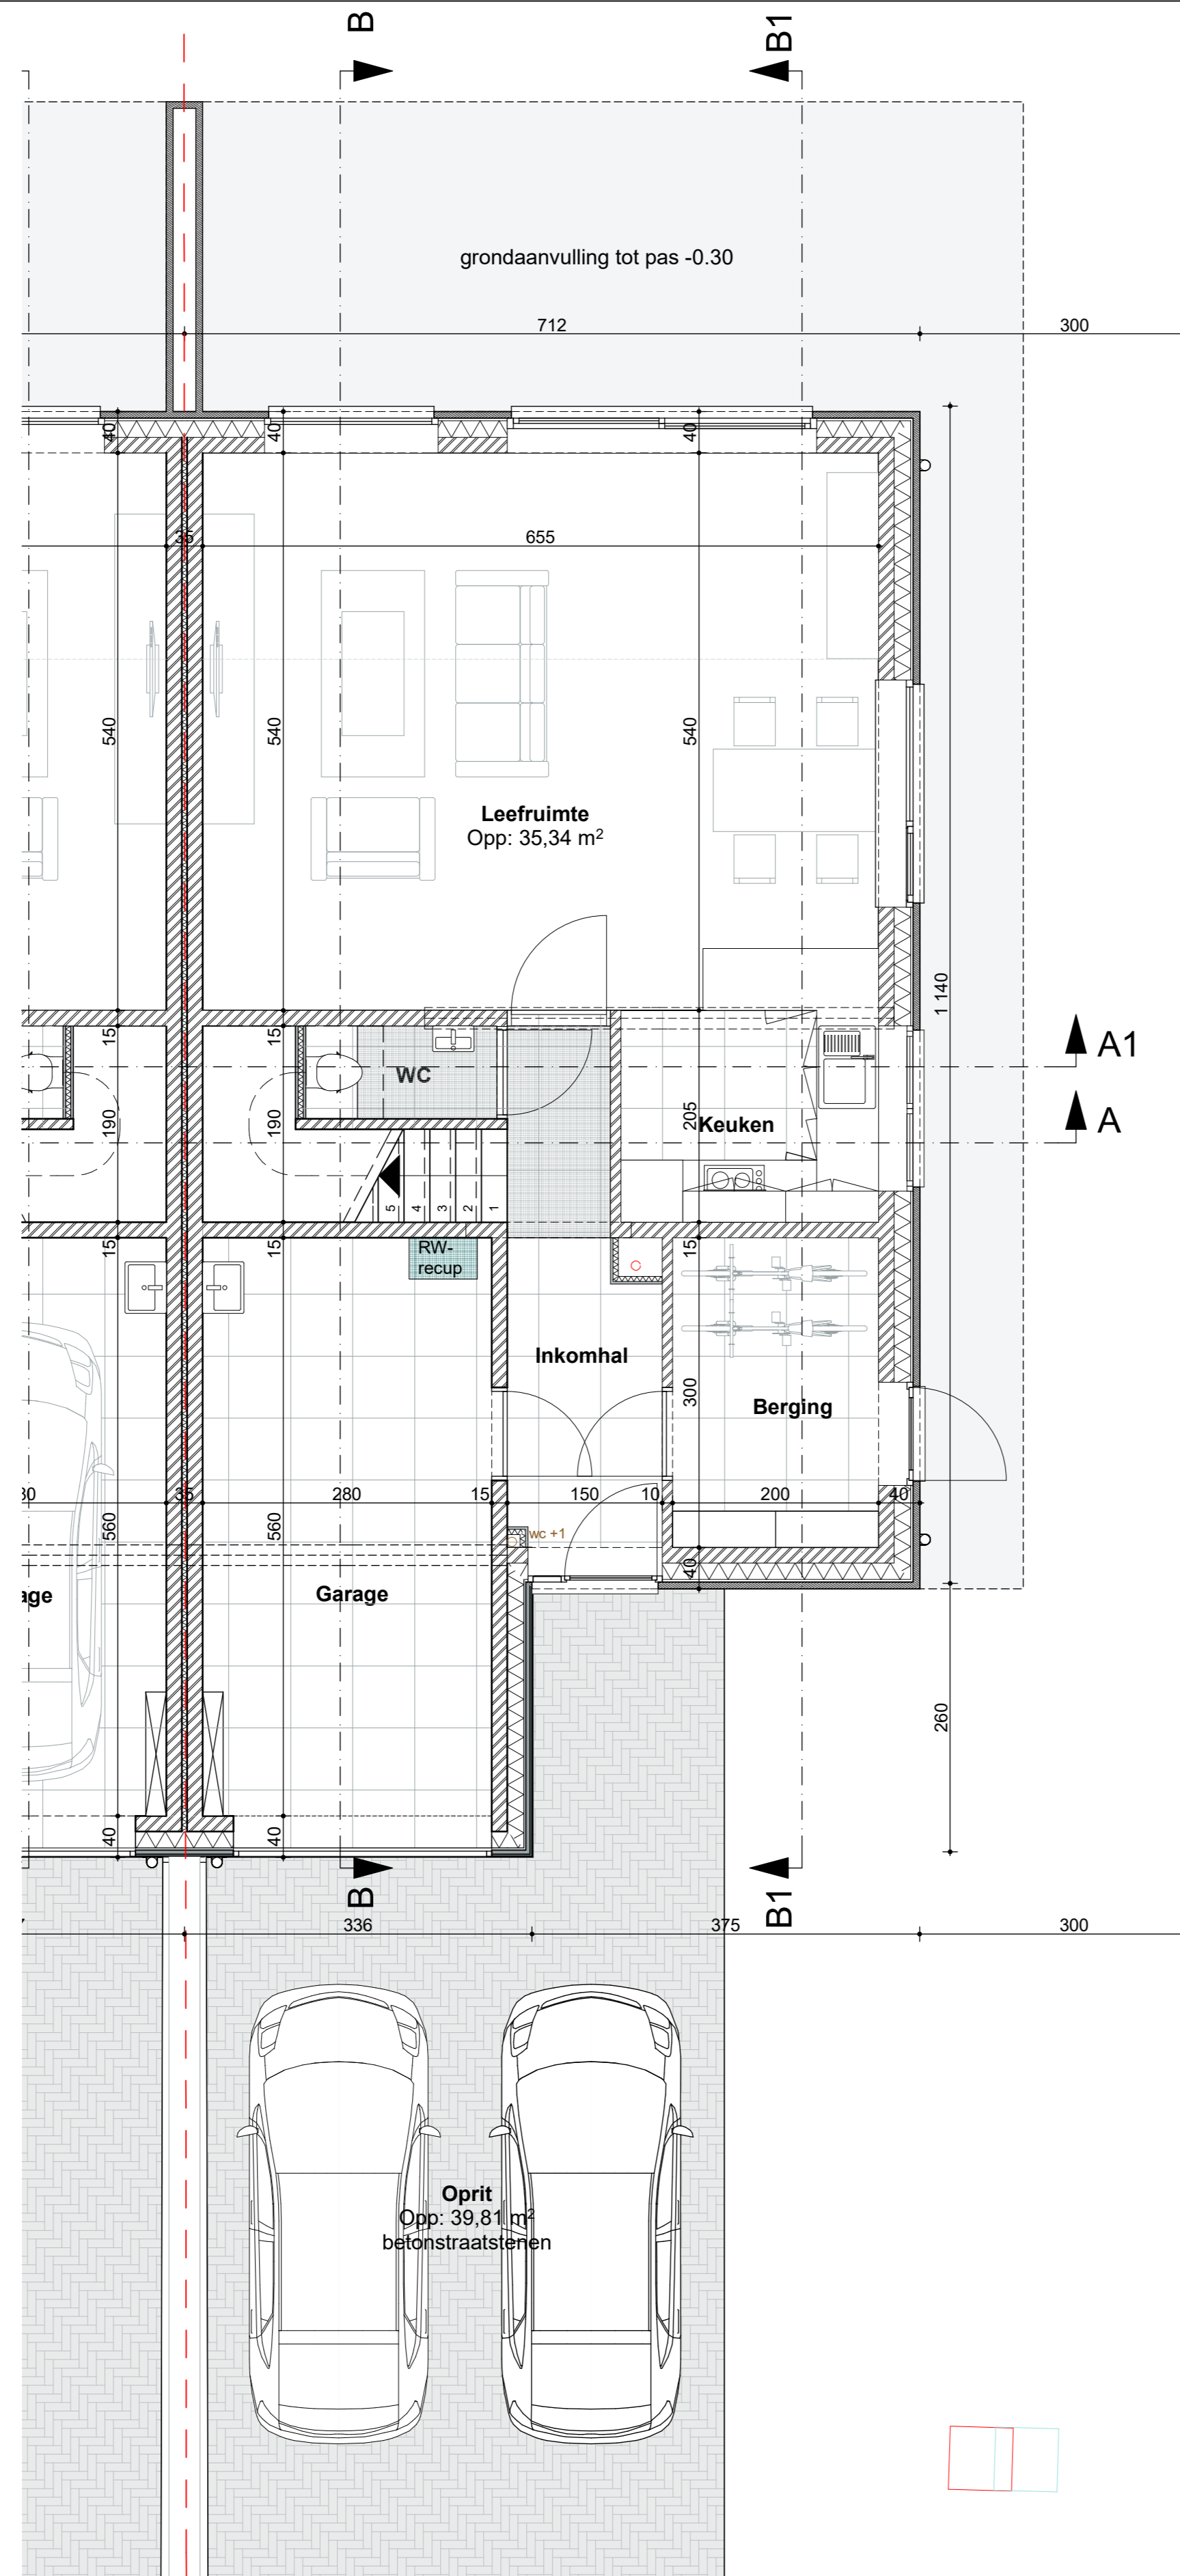 B
B1
grondaanvulling tot pas -0.30
712
300
40
40
40
35
655
540
540
540
Leefruimte
Opp: 35,34 m²
1 140
15
15
A1
WC
190
190
205
Keuken
A
5
4
3
2
1
15
15
RW-
recup
15
Inkomhal
300
Berging
30
35
280
15
150
10
200
40
560
560
wc +1
40
age
Garage
260
40
40
B
B1
336
375
300
Oprit
Opp: 39,81 m²
betonstraatstenen